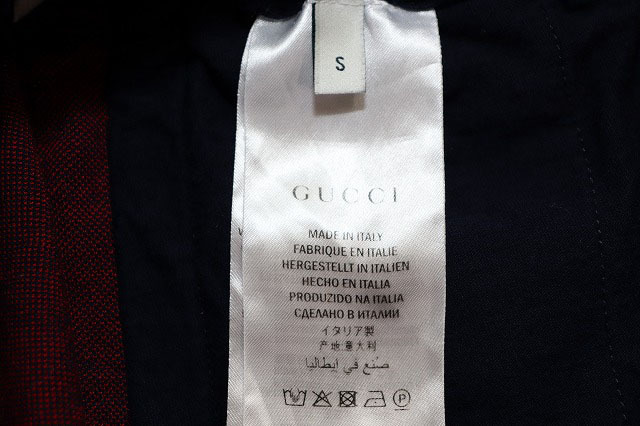 S
GUCCI
MADE IN ITALY
FABRIQUE EN ITALIE
HERGESTELLT IN ITALIEN
HECHO EN ITALIA
PRODUZIDO NA ITALIA
СДЕЛАНО В ИТАЛИИ
イタリア製
产地:意大利
صنع في إيطاليا
P